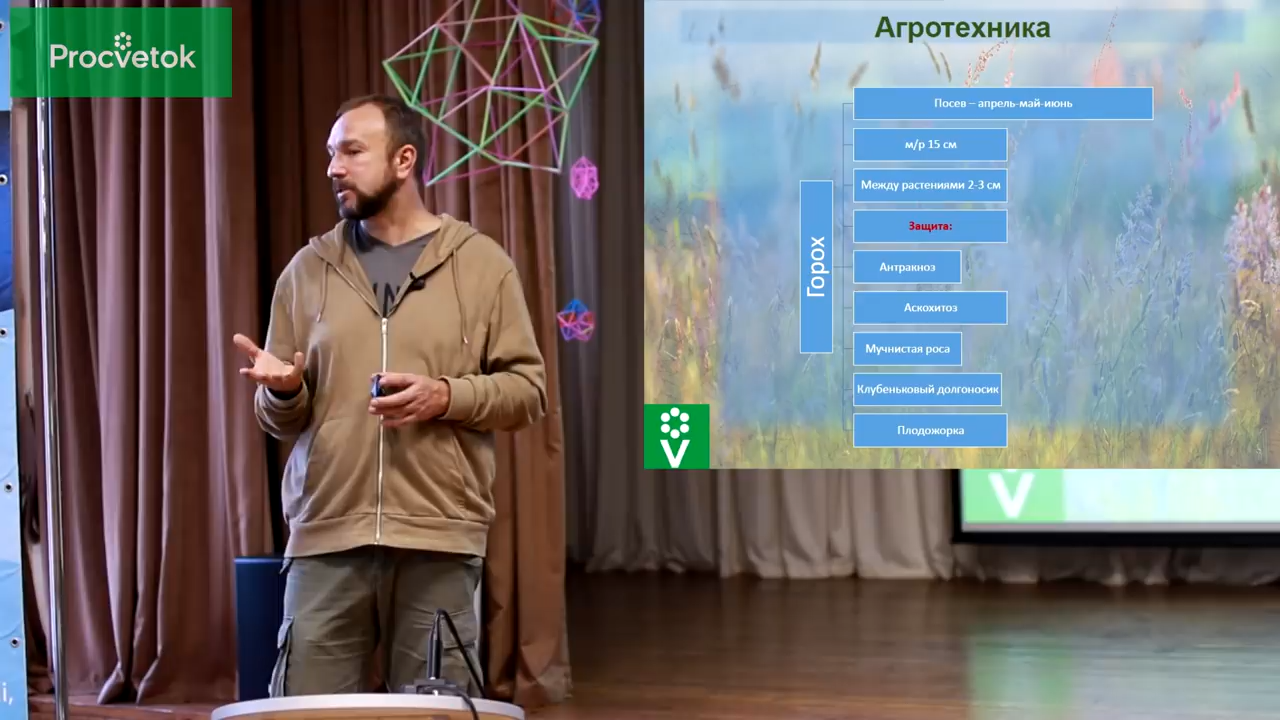 Procvetok
Агротехника
Посев – апрель-май-июнь
м/р 15 см
Между растениями 2-3 см
Защита:
Горох
Антракноз
Аскохитоз
Мучнистая роса
Клубеньковый долгоносик
Плодожорка